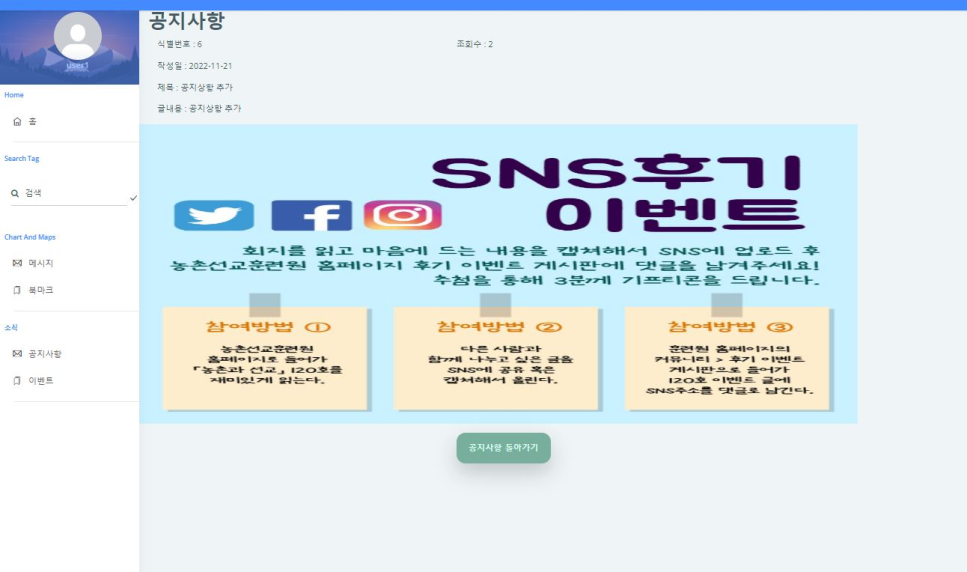 공지사항
user1
식별번호 : 6
조회수 : 2
작성일 : 2022-11-21
제목 : 공지상항 추가
글내용 : 공지상항 추가
Home
홈
Search Tag
검색
Chart And Maps
메시지
북마크
소식
공지사항
이벤트
SNS후기
이벤트
회지를 읽고 마음에 드는 내용을 캡쳐해서 SNS에 업로드 후
농촌선교훈련원 홈페이지 후기 이벤트 게시판에 댓글을 남겨주세요!
추첨을 통해 3분께 기프티콘을 드립니다.
참여방법 ①
농촌선교훈련원
홈페이지로 들어가
「농촌과 선교」 120호를
재미있게 읽는다.
참여방법 ②
다른 사람과
함께 나누고 싶은 글을
SNS에 공유 혹은
캡쳐해서 올린다.
참여방법 ③
훈련원 홈페이지의
커뮤니티 > 후기 이벤트
게시판으로 들어가
120호 이벤트 글에
SNS주소를 댓글로 남긴다.
공지사항 돌아가기